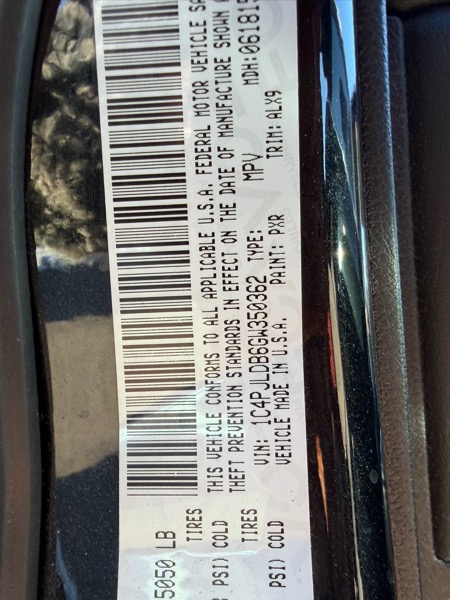 5050 LB
TIRES
PSI) COLD
TIRES
PSI) COLD
THIS VEHICLE CONFORMS TO ALL APPLICABLE U.S.A. FEDERAL MOTOR VEHICLE
THEFT PREVENTION STANDARDS IN EFFECT ON THE DATE OF MANUFACTURE SHOWN
VIN: 1C4PJLDB6GW350362 TYPE: MPV MDH:061815
VEHICLE MADE IN U.S.A. PAINT: PXR TRIM: ALX9